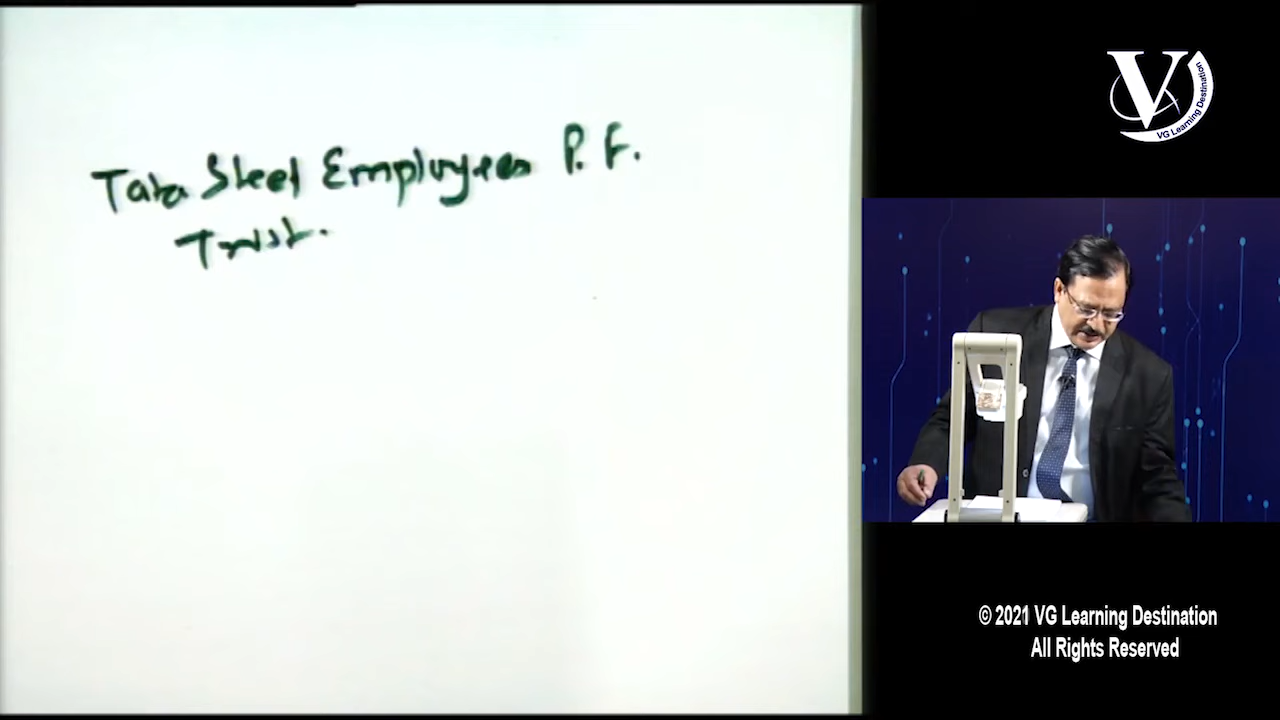 Tata Steel Employees P. F.
Trust.
V
VG Learning Destination
© 2021 VG Learning Destination
All Rights Reserved